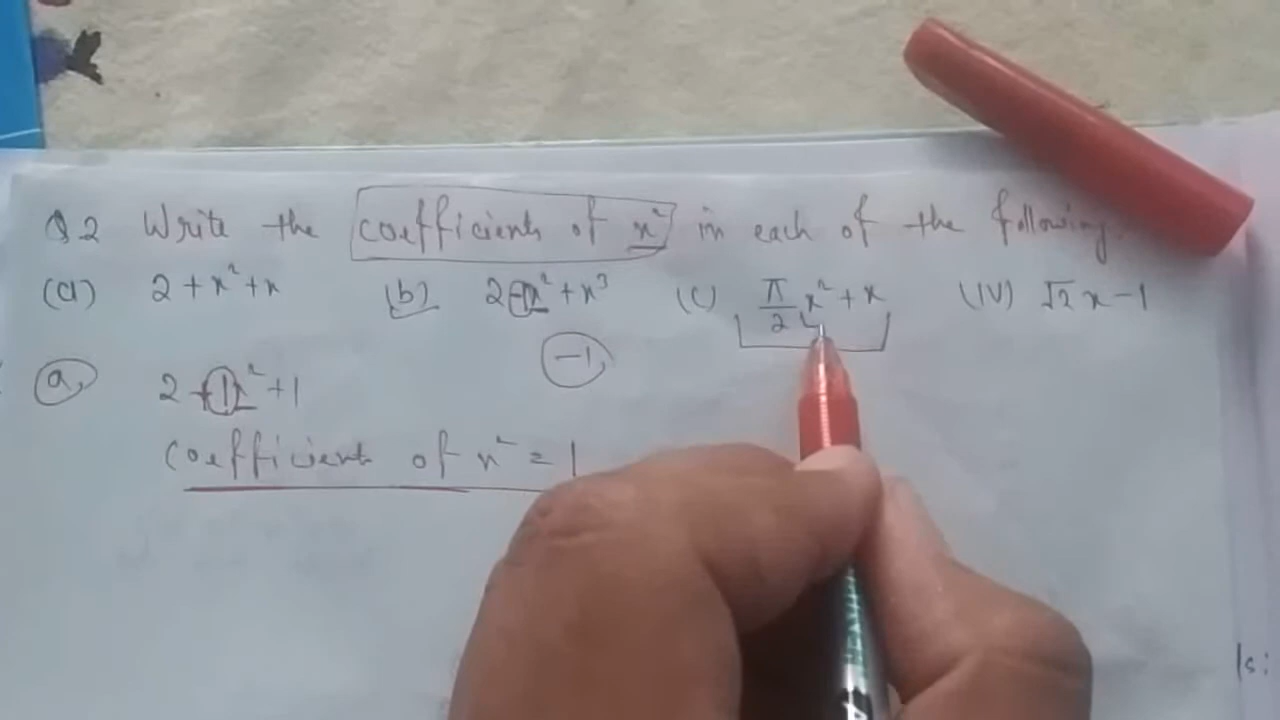 Q2 Write the coefficients of x² in each of the following.
(a) 2 + x² + x (b) 2 - x² + x³ (c) π/2 x² + x (IV) √2 x - 1
-1,
a, 2 + 1x² + 1
Coefficient of x² = 1
1s: